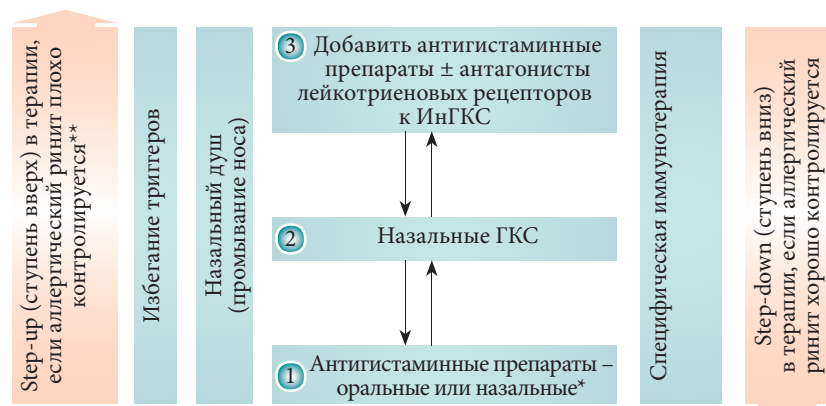 Step-up (ступень вверх) в терапии,
если аллергический ринит плохо
контролируется**
Избегание триггеров
Назальный душ
(промывание носа)
3 Добавить антигистаминные
препараты ± антагонисты
лейкотриеновых рецепторов
к ИнГКС
2 Назальные ГКС
1 Антигистаминные препараты –
оральные или назальные*
Специфическая иммунотерапия
Step-down (ступень вниз)
в терапии, если аллергический
ринит хорошо контролируется